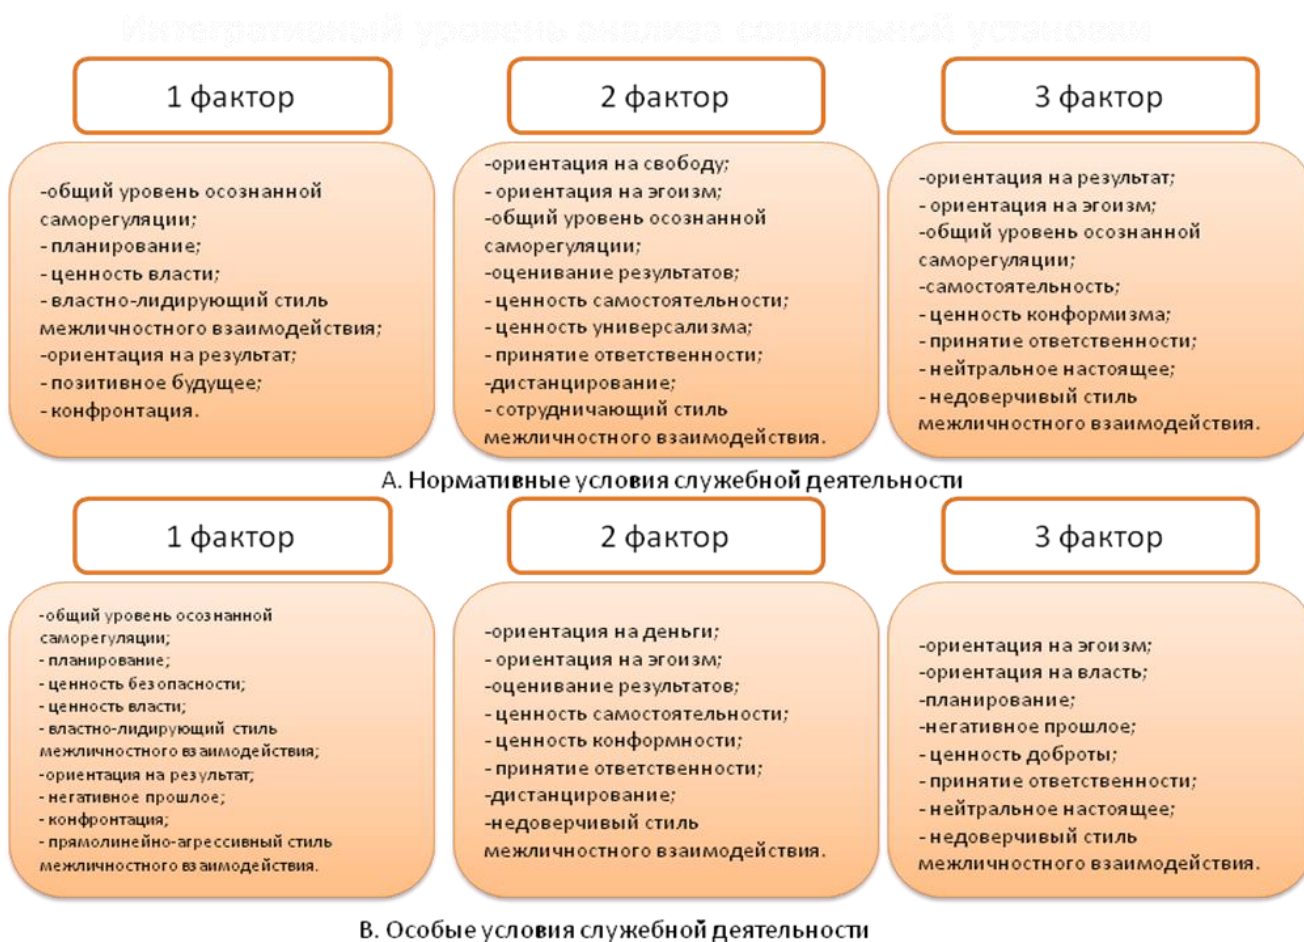 Интегративный уровень анализа социальной установки
1 фактор
2 фактор
3 фактор
-общий уровень осознанной
саморегуляции;
- планирование;
- ценность власти;
- властно-лидирующий стиль
межличностного взаимодействия;
-ориентация на результат;
- позитивное будущее;
- конфронтация.
-ориентация на свободу;
- ориентация на эгоизм;
-общий уровень осознанной
саморегуляции;
-оценивание результатов;
- ценность самостоятельности;
- ценность универсализма;
- принятие ответственности;
-дистанцирование;
- сотрудничающий стиль
межличностного взаимодействия.
-ориентация на результат;
- ориентация на эгоизм;
-общий уровень осознанной
саморегуляции;
-самостоятельность;
- ценность конформизма;
- принятие ответственности;
- нейтральное настоящее;
- недоверчивый стиль
межличностного взаимодействия.
А. Нормативные условия служебной деятельности
1 фактор
2 фактор
3 фактор
-общий уровень осознанной
саморегуляции;
- планирование;
- ценность безопасности;
- ценность власти;
- властно-лидирующий стиль
межличностного взаимодействия;
-ориентация на результат;
- негативное прошлое;
- конфронтация;
- прямолинейно-агрессивный стиль
межличностного взаимодействия.
-ориентация на деньги;
- ориентация на эгоизм;
-оценивание результатов;
- ценность самостоятельности;
- ценность конформности;
- принятие ответственности;
-дистанцирование;
-недоверчивый стиль
межличностного взаимодействия.
-ориентация на эгоизм;
-ориентация на власть;
-планирование;
-негативное прошлое;
- ценность доброты;
- принятие ответственности;
- нейтральное настоящее;
- недоверчивый стиль
межличностного взаимодействия.
В. Особые условия служебной деятельности